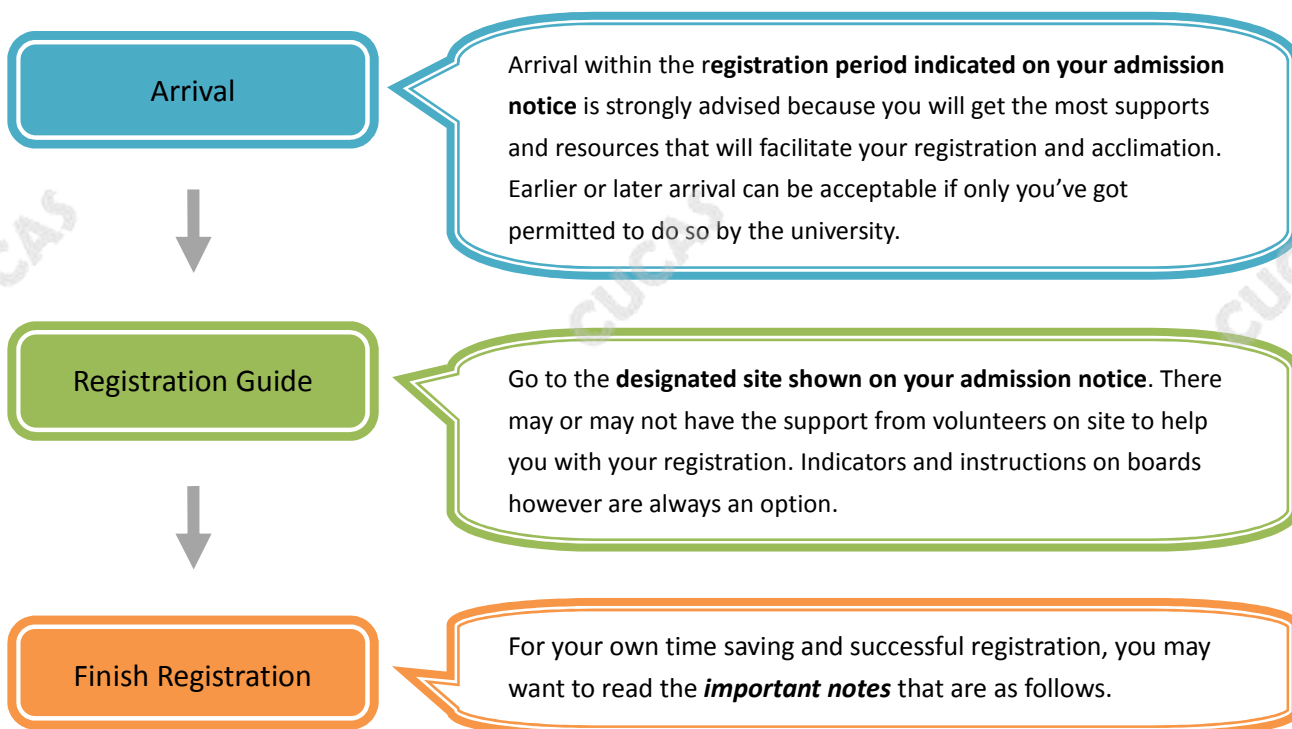 Arrival
Arrival within the registration period indicated on your admission
notice is strongly advised because you will get the most supports
and resources that will facilitate your registration and acclimation.
Earlier or later arrival can be acceptable if only you’ve got
permitted to do so by the university.
CUCAS
CUCAS
Registration Guide
Go to the designated site shown on your admission notice. There
may or may not have the support from volunteers on site to help
you with your registration. Indicators and instructions on boards
however are always an option.
Finish Registration
For your own time saving and successful registration, you may
want to read the important notes that are as follows.